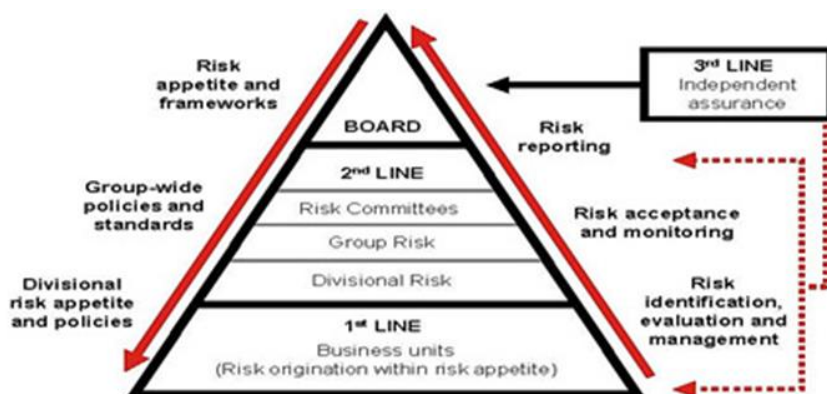 Risk
appetite and
frameworks
Group-wide
policies and
standards
Divisional
risk appetite
and policies
BOARD
2nd LINE
Risk Committees
Group Risk
Divisional Risk
1st LINE
Business units
(Risk origination within risk appetite)
3rd LINE
Independent
assurance
Risk
reporting
Risk acceptance
and monitoring
Risk
identification,
evaluation and
management